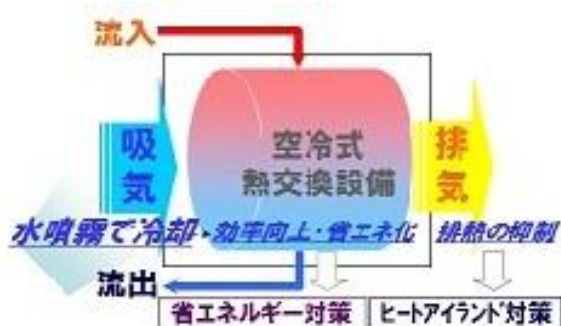 流入
吸気
空冷式
熱交換設備
排気
水噴霧で冷却・効率向上・省エネ化 排熱の抑制
流出
省エネルギー対策 ヒートアイランド対策